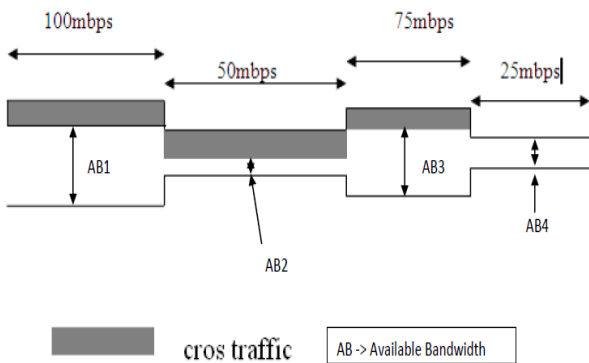 100mbps
75mbps
50mbps
25mbps
AB1
AB3
AB2
AB4
cros traffic
AB -> Available Bandwidth